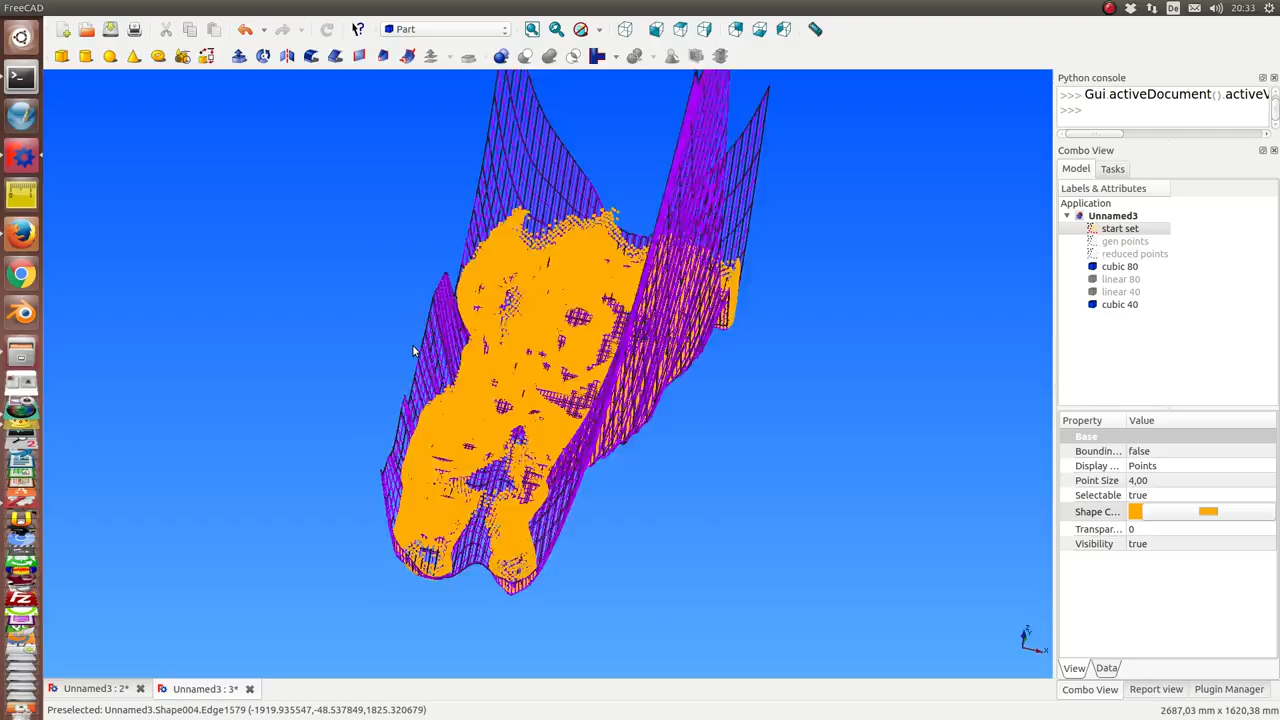 FreeCAD
De
20:33
Part
Python console
>>> Gui.activeDocument().activeV
>>>
Combo View
Model
Tasks
Labels & Attributes
Application
Unnamed3
start set
gen points
reduced points
cubic 80
linear 80
linear 40
cubic 40
Property
Value
Base
Boundin...
false
Display ...
Points
Point Size
4,00
Selectable
true
Shape C...
Transpar...
0
Visibility
true
View
Data
Unnamed3 : 2*
Unnamed3 : 3*
Combo View
Report view
Plugin Manager
Preselected: Unnamed3.Shape004.Edge1579 (-1919.935547,-48.537849,1825.320679)
2687,03 mm x 1620,38 mm